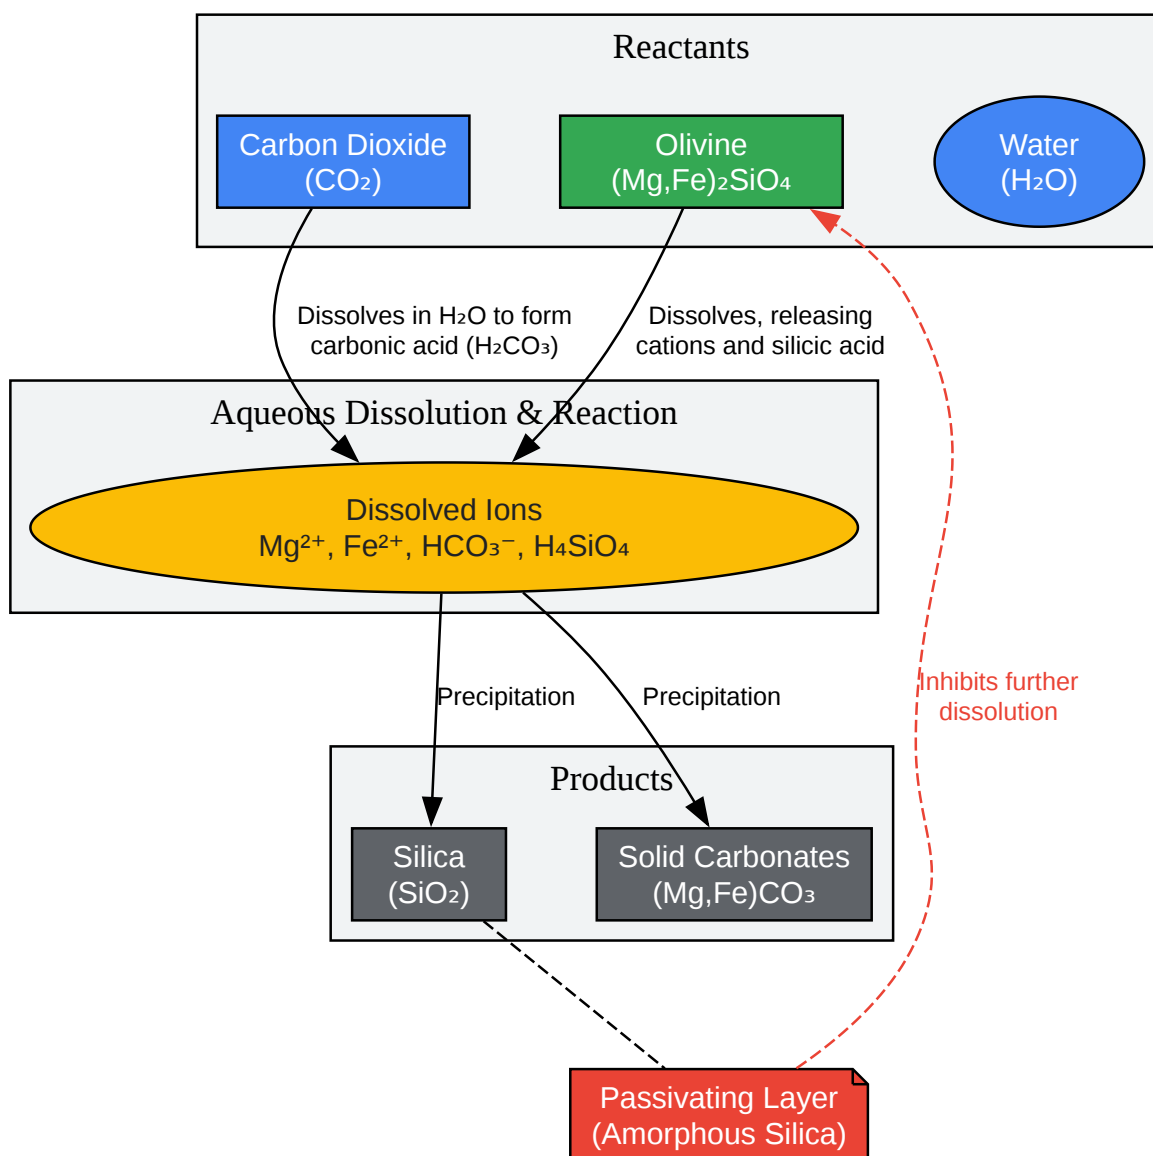 Reactants
Carbon Dioxide
(CO₂)
Olivine
(Mg,Fe)₂SiO₄
Water
(H₂O)
Dissolves in H₂O to form
carbonic acid (H₂CO₃)
Dissolves, releasing
cations and silicic acid
Aqueous Dissolution & Reaction
Dissolved Ions
Mg²⁺, Fe²⁺, HCO₃⁻, H₄SiO₄
Precipitation
Precipitation
Inhibits further
dissolution
Products
Silica
(SiO₂)
Solid Carbonates
(Mg,Fe)CO₃
Passivating Layer
(Amorphous Silica)